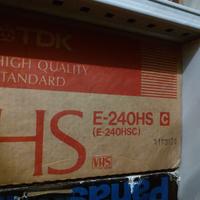 TDK
HIGH QUALITY
STANDARD
HS E-240HS C
(E-240HSC)
VHS